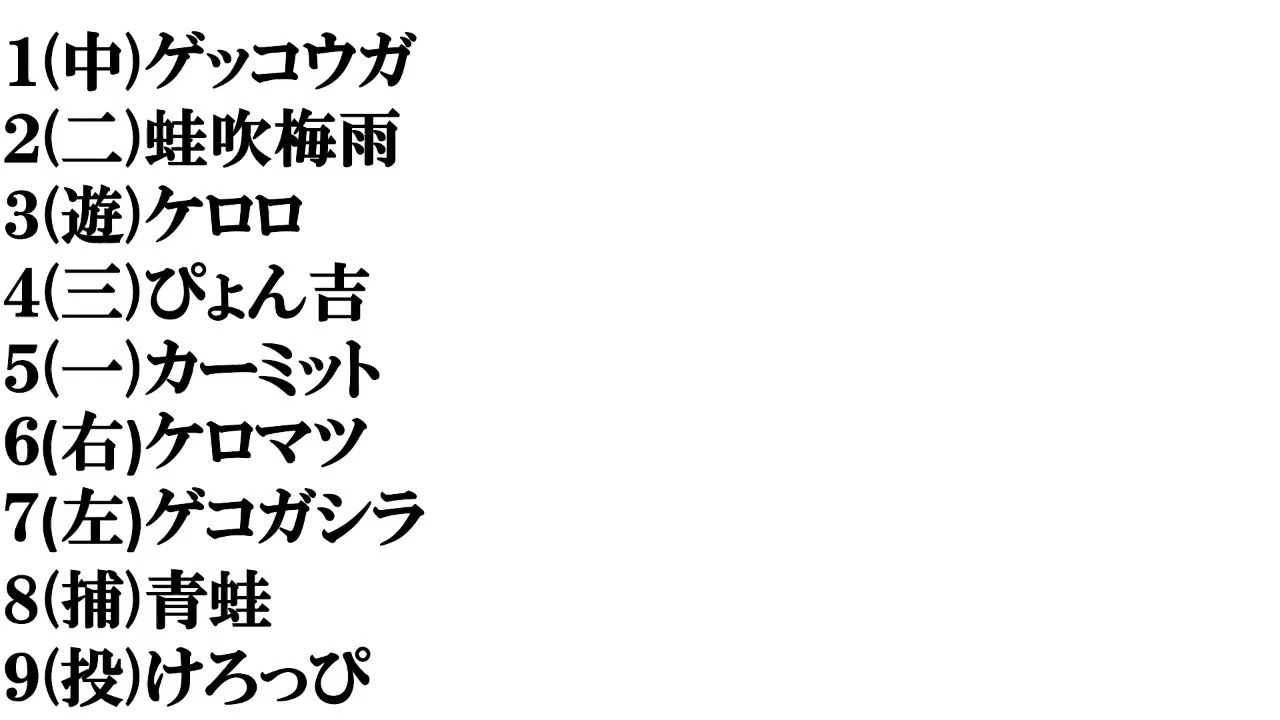 1(中)ゲッコウガ
2(二)蛙吹梅雨
3(遊)ケロロ
4(三)ぴょん吉
5(一)カーミット
6(右)ケロマツ
7(左)ゲコガシラ
8(捕)青蛙
9(投)けろっぴ